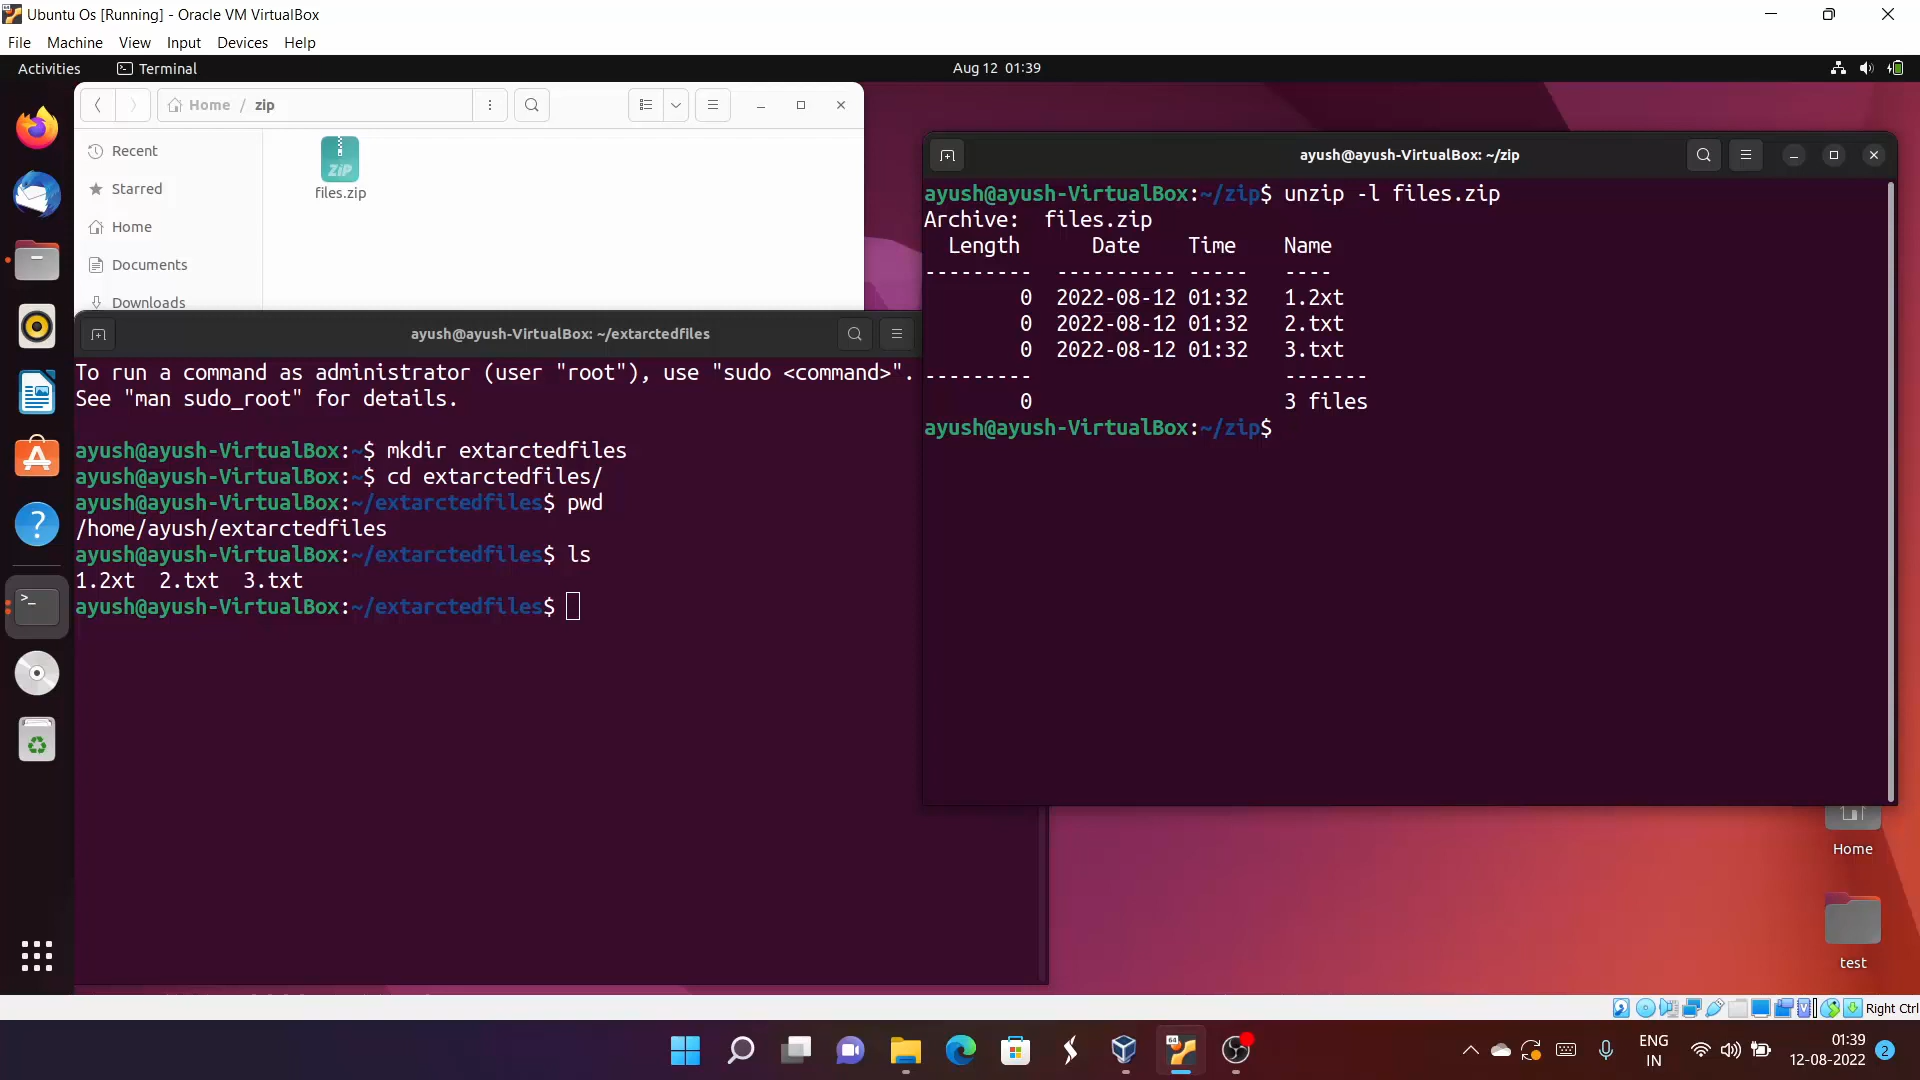 Ubuntu Os [Running] - Oracle VM VirtualBox
File Machine View Input Devices Help
Activities Terminal Aug 12 01:39
Home / zip
Recent
Starred
Home
Documents
Downloads
ZIP
files.zip
ayush@ayush-VirtualBox: ~/extarctedfiles
To run a command as administrator (user "root"), use "sudo <command>".
See "man sudo_root" for details.
ayush@ayush-VirtualBox:~$ mkdir extarctedfiles
ayush@ayush-VirtualBox:~$ cd extarctedfiles/
ayush@ayush-VirtualBox:~/extarctedfiles$ pwd
/home/ayush/extarctedfiles
ayush@ayush-VirtualBox:~/extarctedfiles$ ls
1.2xt 2.txt 3.txt
ayush@ayush-VirtualBox:~/extarctedfiles$
ayush@ayush-VirtualBox: ~/zip
ayush@ayush-VirtualBox:~/zip$ unzip -l files.zip
Archive: files.zip
Length Date Time Name
--------- ---------- ----- ----
0 2022-08-12 01:32 1.2xt
0 2022-08-12 01:32 2.txt
0 2022-08-12 01:32 3.txt
--------- -------
0 3 files
ayush@ayush-VirtualBox:~/zip$
Home
test
Right Ctrl
64
ENG
IN
01:39
12-08-2022
2